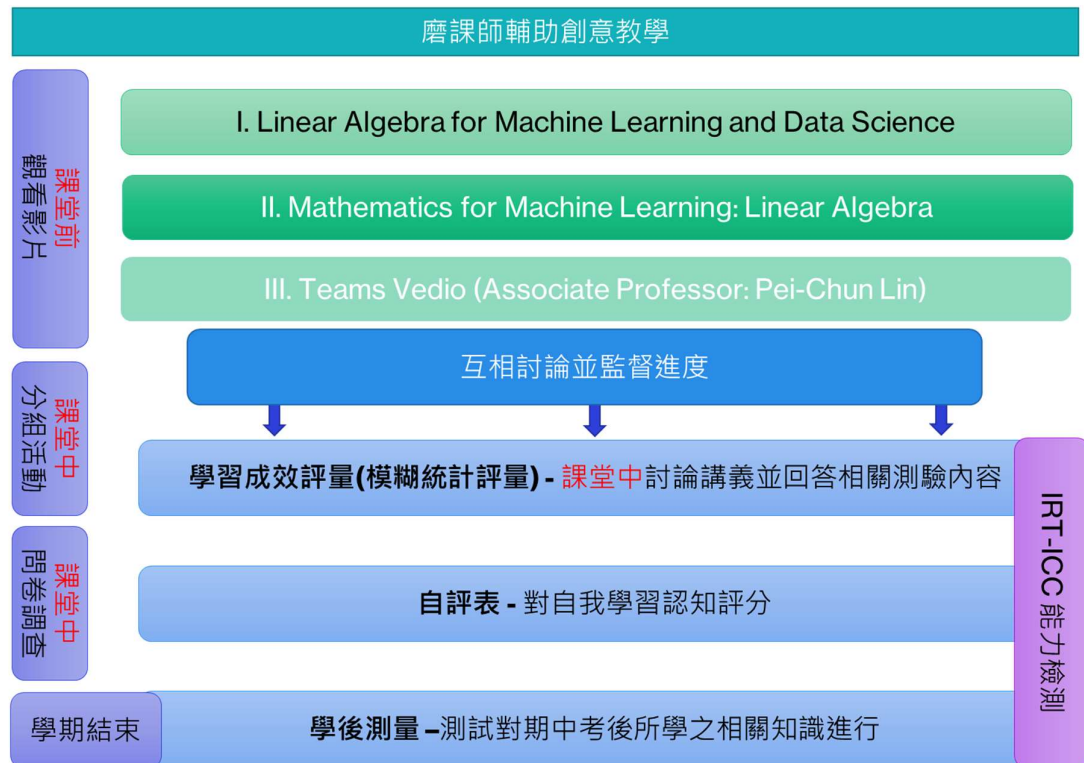 磨課師輔助創意教學
課堂前
觀看影片
I. Linear Algebra for Machine Learning and Data Science
II. Mathematics for Machine Learning: Linear Algebra
III. Teams Vedio (Associate Professor: Pei-Chun Lin)
互相討論並監督進度
課堂中
分組活動
學習成效評量(模糊統計評量) - 課堂中討論講義並回答相關測驗內容
課堂中
問卷調查
自評表 - 對自我學習認知評分
學期結束
學後測量 –測試對期中考後所學之相關知識進行
IRT-ICC 能力檢測